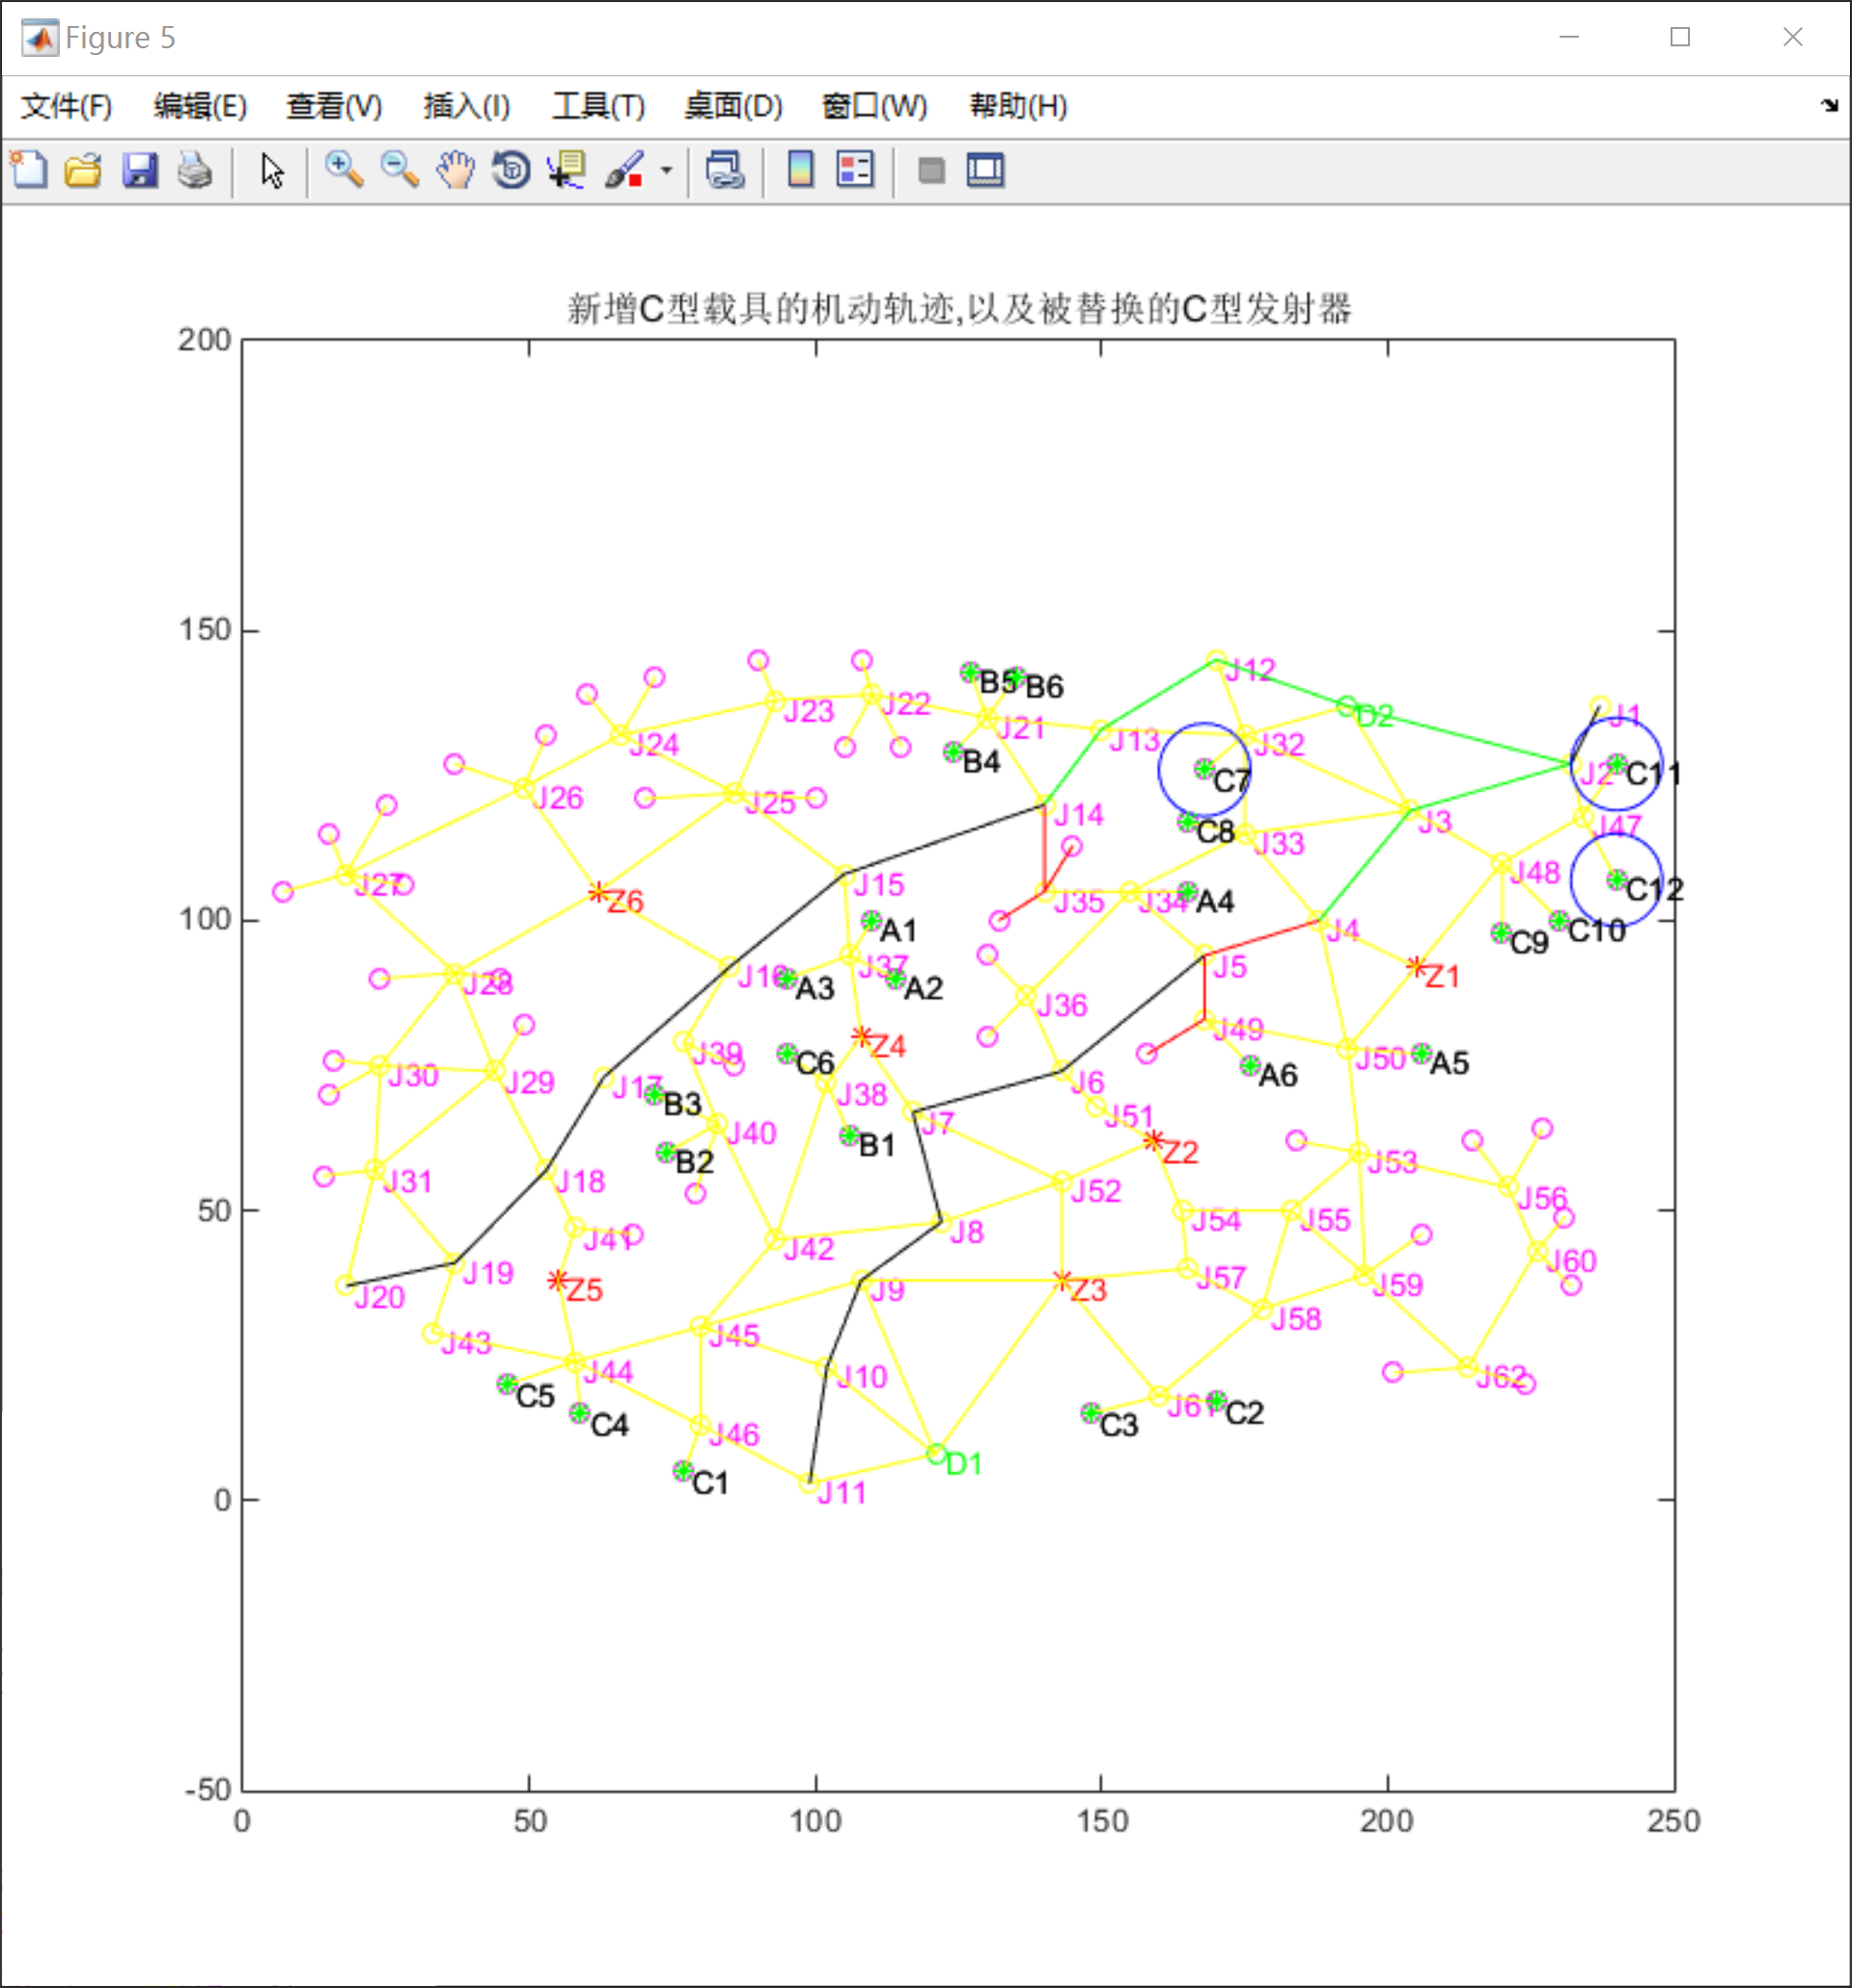 Figure 5
文件(F) 编辑(E) 查看(V) 插入(I) 工具(T) 桌面(D) 窗口(W) 帮助(H)
新增C型载具的机动轨迹,以及被替换的C型发射器
200
150
100
50
0
-50
0 50 100 150 200 250
B5 B6 J12
J23 J22 J21 J13 D2 J1
J24 B4 J32
J26 J25 C7 J2 C11
J14 C8 J33 J3 J47
J27 Z6 J15 J35 J34 A4 J48 C12
A1 J4 C9 C10
J28 J16 A3 J37 A2 J36 J5 Z1
J30 J29 J39 C6 Z4 J49 J50 A5
J17 B3 J38 J6 A6
J40 J7 J51
B2 B1 Z2 J53
J31 J18 J52 J56
J41 J42 J8 J54 J55
J20 J19 Z5 J9 Z3 J57 J59 J60
J43 J44 J45 J10 J58 J62
C5 C4 J46 C3 J61 C2
C1 J11 D1